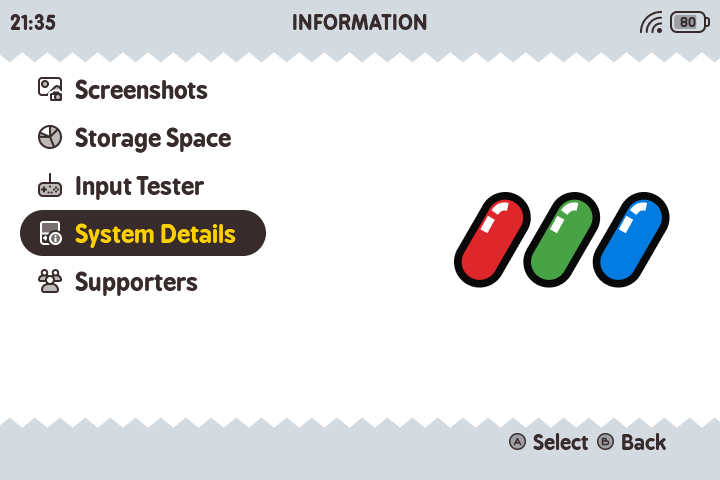 21:35 INFORMATION 80
Screenshots
Storage Space
Input Tester
System Details
Supporters
A Select B Back